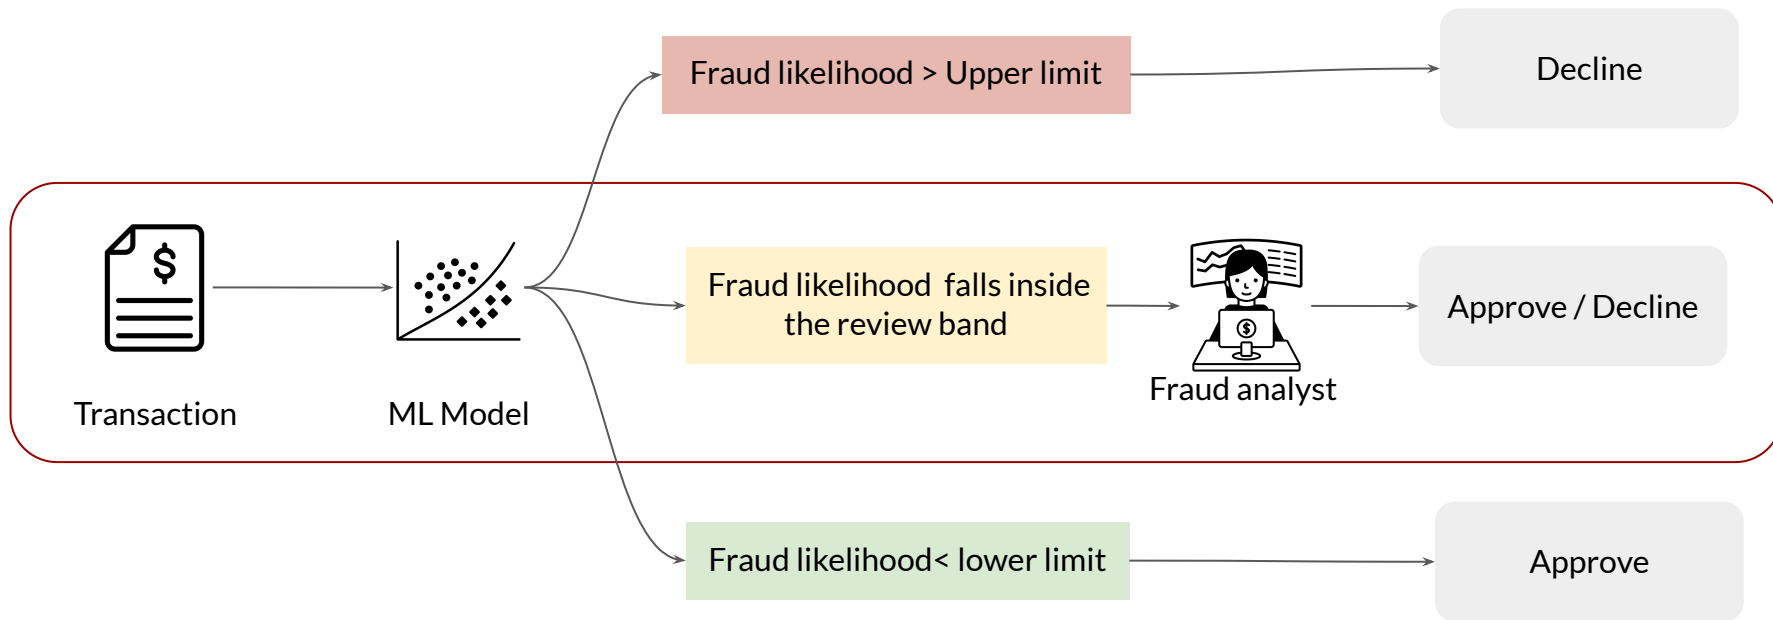 Fraud likelihood > Upper limit
Decline
$
Transaction
ML Model
Fraud likelihood  falls inside
the review band
$
Fraud analyst
Approve / Decline
Fraud likelihood< lower limit
Approve